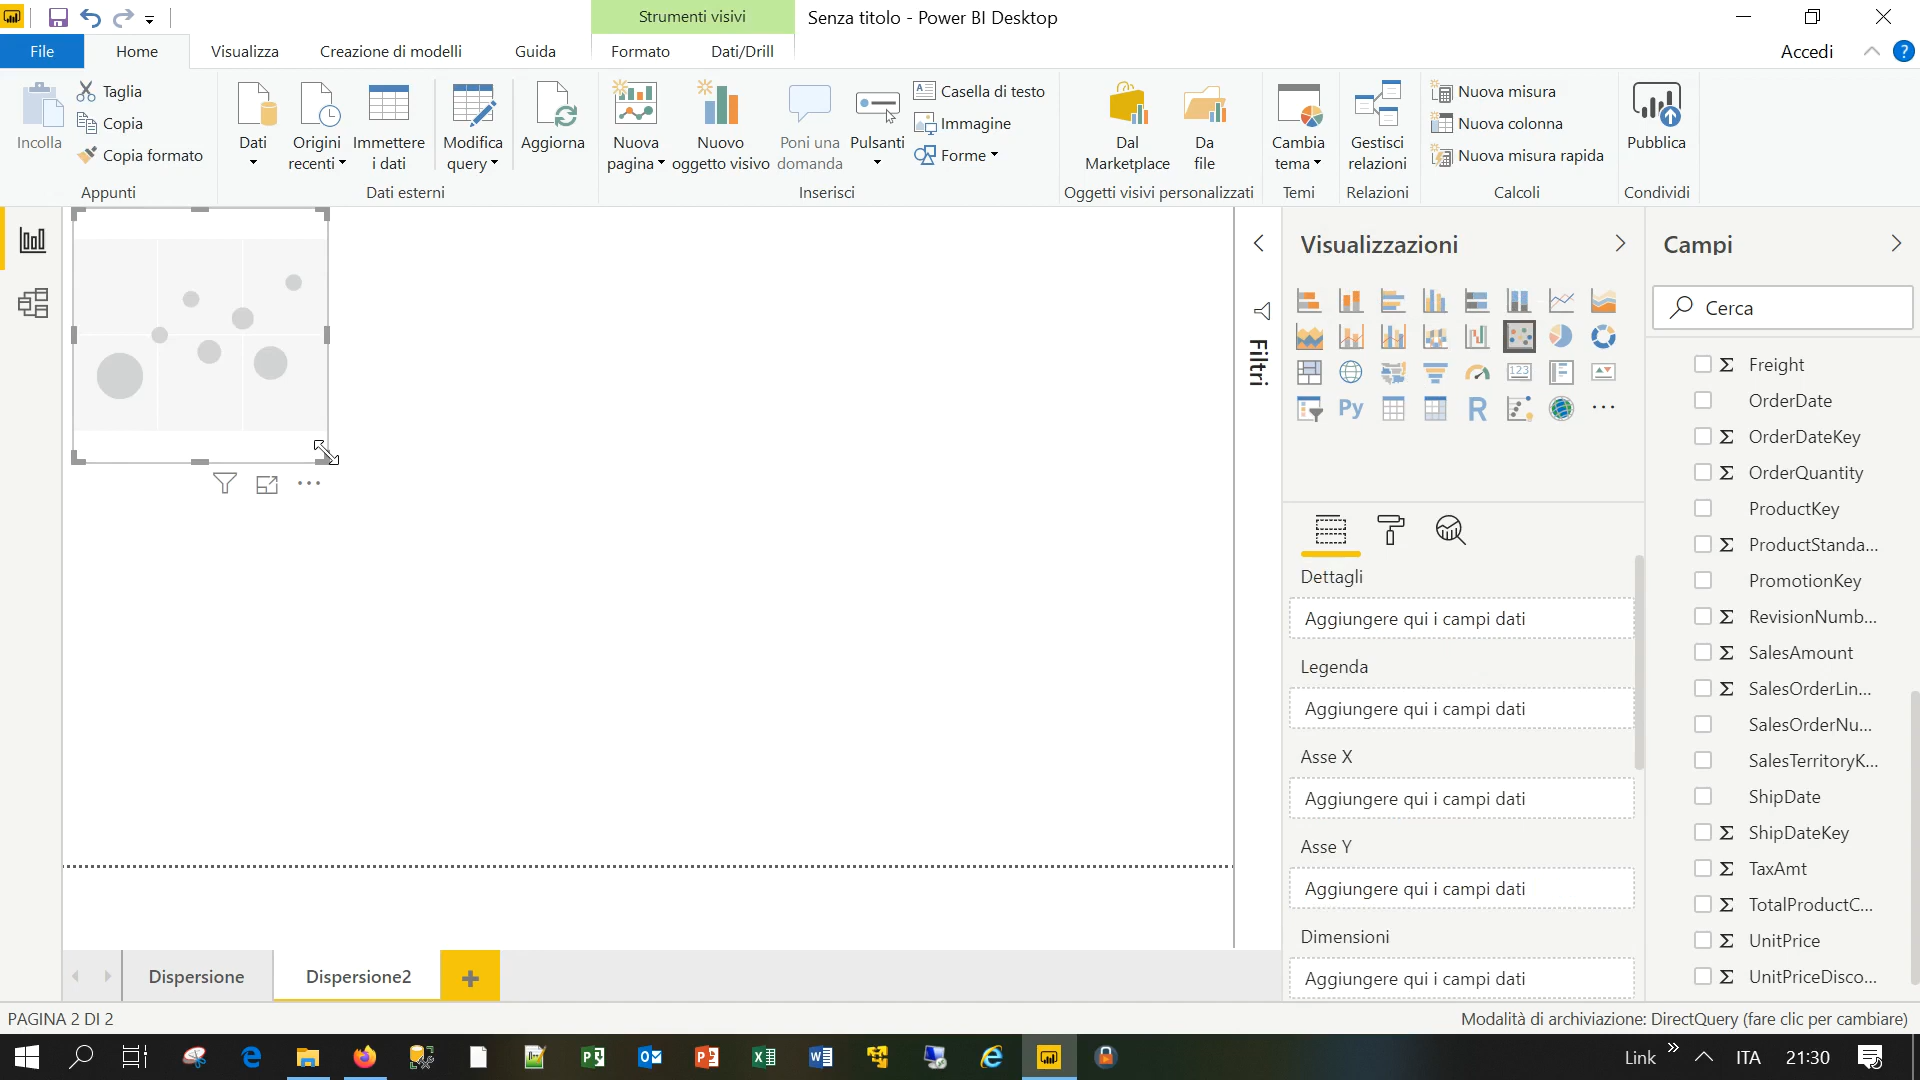 Strumenti visivi
Senza titolo - Power BI Desktop
File
Home
Visualizza
Creazione di modelli
Guida
Formato
Dati/Drill
Accedi
?
Incolla
Taglia
Copia
Copia formato
Appunti
Dati
Origini
recenti
Immettere
i dati
Modifica
query
Aggiorna
Dati esterni
Nuova
pagina
Nuovo
oggetto visivo
Poni una
domanda
Pulsanti
Casella di testo
Immagine
Forme
Inserisci
Dal
Marketplace
Da
file
Oggetti visivi personalizzati
Cambia
tema
Temi
Gestisci
relazioni
Relazioni
Nuova misura
Nuova colonna
Nuova misura rapida
Calcoli
Pubblica
Condividi
Filtri
Visualizzazioni
123
Py
R
Dettagli
Aggiungere qui i campi dati
Legenda
Aggiungere qui i campi dati
Asse X
Aggiungere qui i campi dati
Asse Y
Aggiungere qui i campi dati
Dimensioni
Aggiungere qui i campi dati
Campi
Cerca
Freight
OrderDate
OrderDateKey
OrderQuantity
ProductKey
ProductStanda...
PromotionKey
RevisionNumb...
SalesAmount
SalesOrderLin...
SalesOrderNu...
SalesTerritoryK...
ShipDate
ShipDateKey
TaxAmt
TotalProductC...
UnitPrice
UnitPriceDisco...
Dispersione
Dispersione2
PAGINA 2 DI 2
Modalità di archiviazione: DirectQuery (fare clic per cambiare)
Link
ITA
21:30